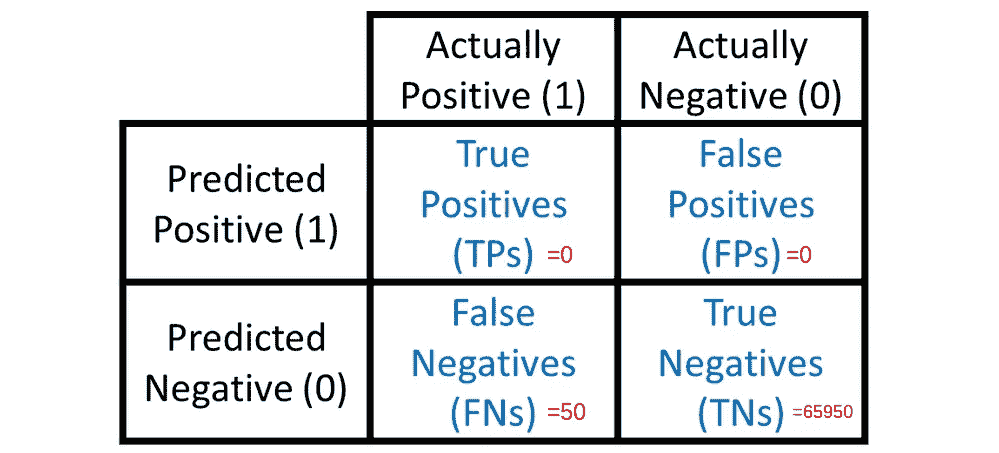 Actually
Positive (1)
Actually
Negative (0)
Predicted
Positive (1)
True
Positives
(TPs) =0
False
Positives
(FPs) =0
Predicted
Negative (0)
False
Negatives
(FNs) =50
True
Negatives
(TNs) =65950